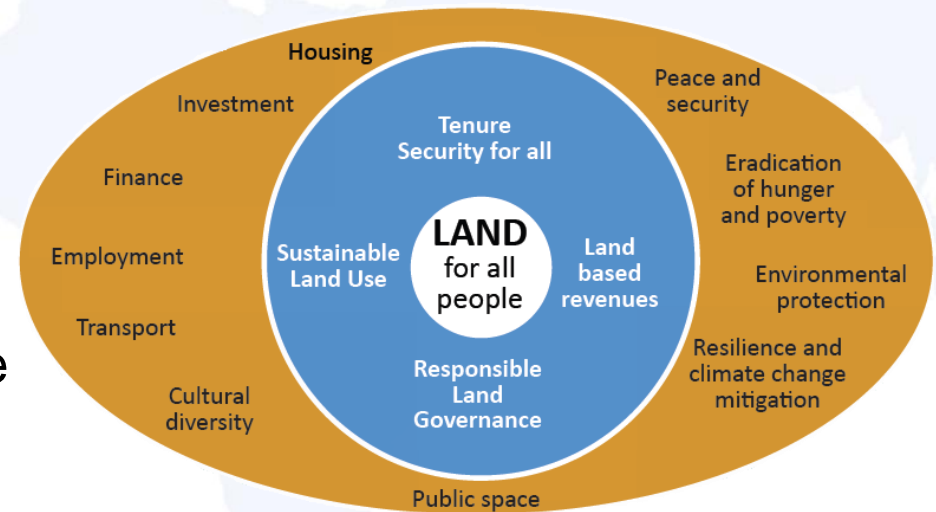 Housing
Investment
Finance
Employment
Transport
Cultural
diversity
Public space
Peace and
security
Eradication
of hunger
and poverty
Environmental
protection
Resilience and
climate change
mitigation
Tenure
Security for all
Sustainable
Land Use
LAND
for all
people
Land
based
revenues
Responsible
Land
Governance
e